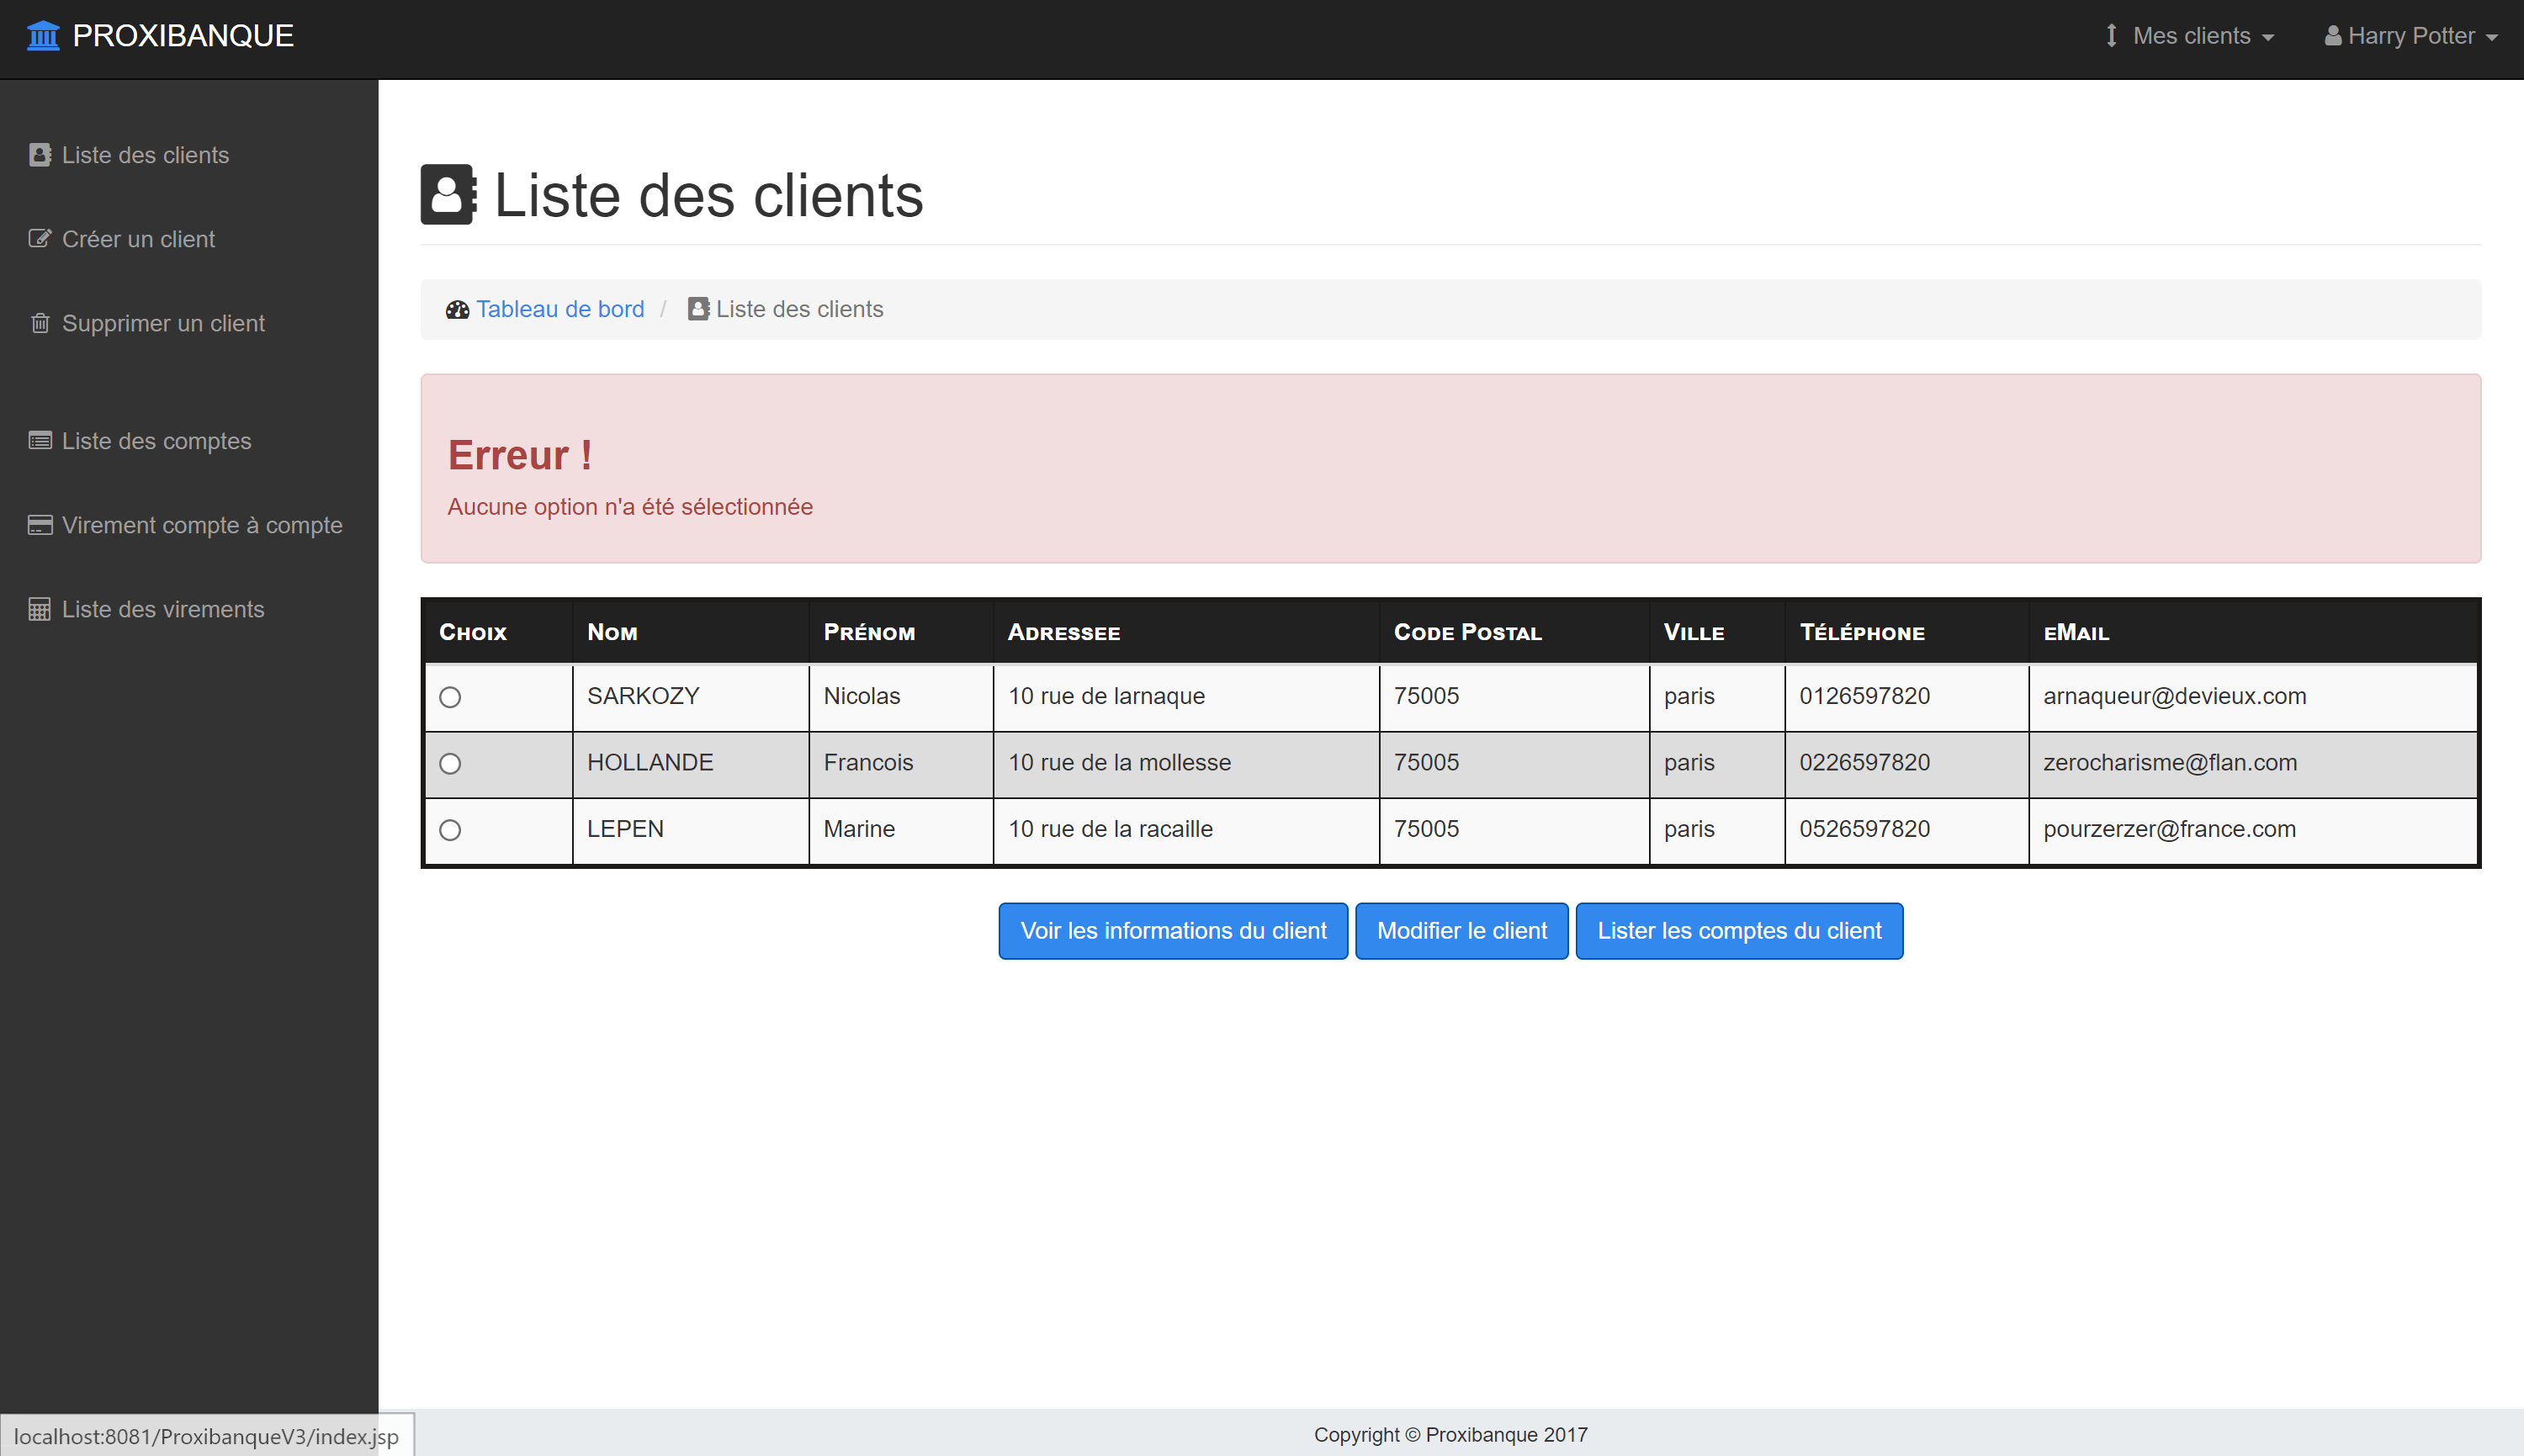 PROXIBANQUE Mes clients Harry Potter
Liste des clients
Créer un client
Supprimer un client
Liste des comptes
Virement compte à compte
Liste des virements
Liste des clients
Tableau de bord / Liste des clients
Erreur !
Aucune option n'a été sélectionnée
Choix Nom Prénom Adressee Code Postal Ville Téléphone eMail
SARKOZY Nicolas 10 rue de larnaque 75005 paris 0126597820 arnaqueur@devieux.com
HOLLANDE Francois 10 rue de la mollesse 75005 paris 0226597820 zerocharisme@flan.com
LEPEN Marine 10 rue de la racaille 75005 paris 0526597820 pourzerzer@france.com
Voir les informations du client Modifier le client Lister les comptes du client
Copyright © Proxibanque 2017
localhost:8081/ProxibanqueV3/index.jsp